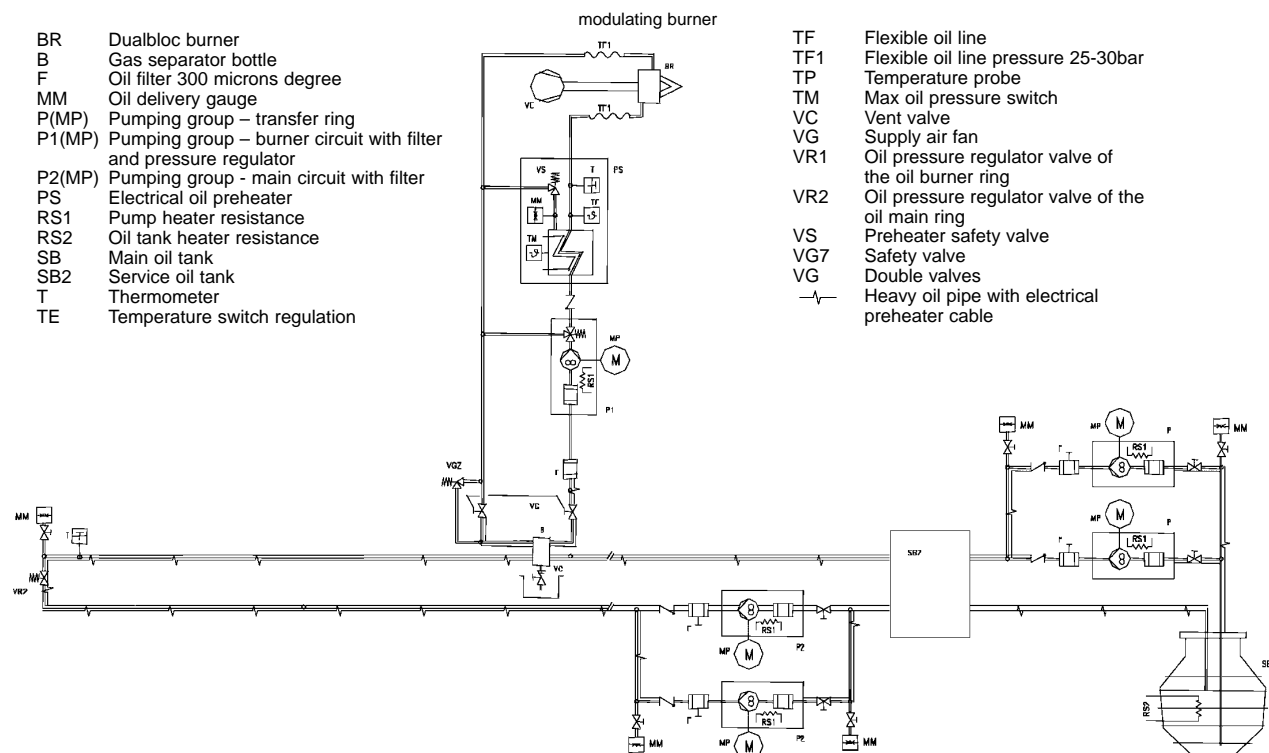 modulating burner
BR Dualbloc burner
B Gas separator bottle
F Oil filter 300 microns degree
MM Oil delivery gauge
P(MP) Pumping group – transfer ring
P1(MP) Pumping group – burner circuit with filter
and pressure regulator
P2(MP) Pumping group - main circuit with filter
PS Electrical oil preheater
RS1 Pump heater resistance
RS2 Oil tank heater resistance
SB Main oil tank
SB2 Service oil tank
T Thermometer
TE Temperature switch regulation
TF Flexible oil line
TF1 Flexible oil line pressure 25-30bar
TP Temperature probe
TM Max oil pressure switch
VC Vent valve
VG Supply air fan
VR1 Oil pressure regulator valve of
the oil burner ring
VR2 Oil pressure regulator valve of the
oil main ring
VS Preheater safety valve
VG7 Safety valve
VG Double valves
Heavy oil pipe with electrical
preheater cable
TF1
BR
TF1
VS
T
PS
MM
TF
TM
MP
M
RS1
P1
VG
B
VC
MM
T
VR2
SB2
MM
MP
M
P
RS1
MM
MP
M
P
RS1
MP
M
RS1
P2
M
RS1
P2
MM
MM
RS2